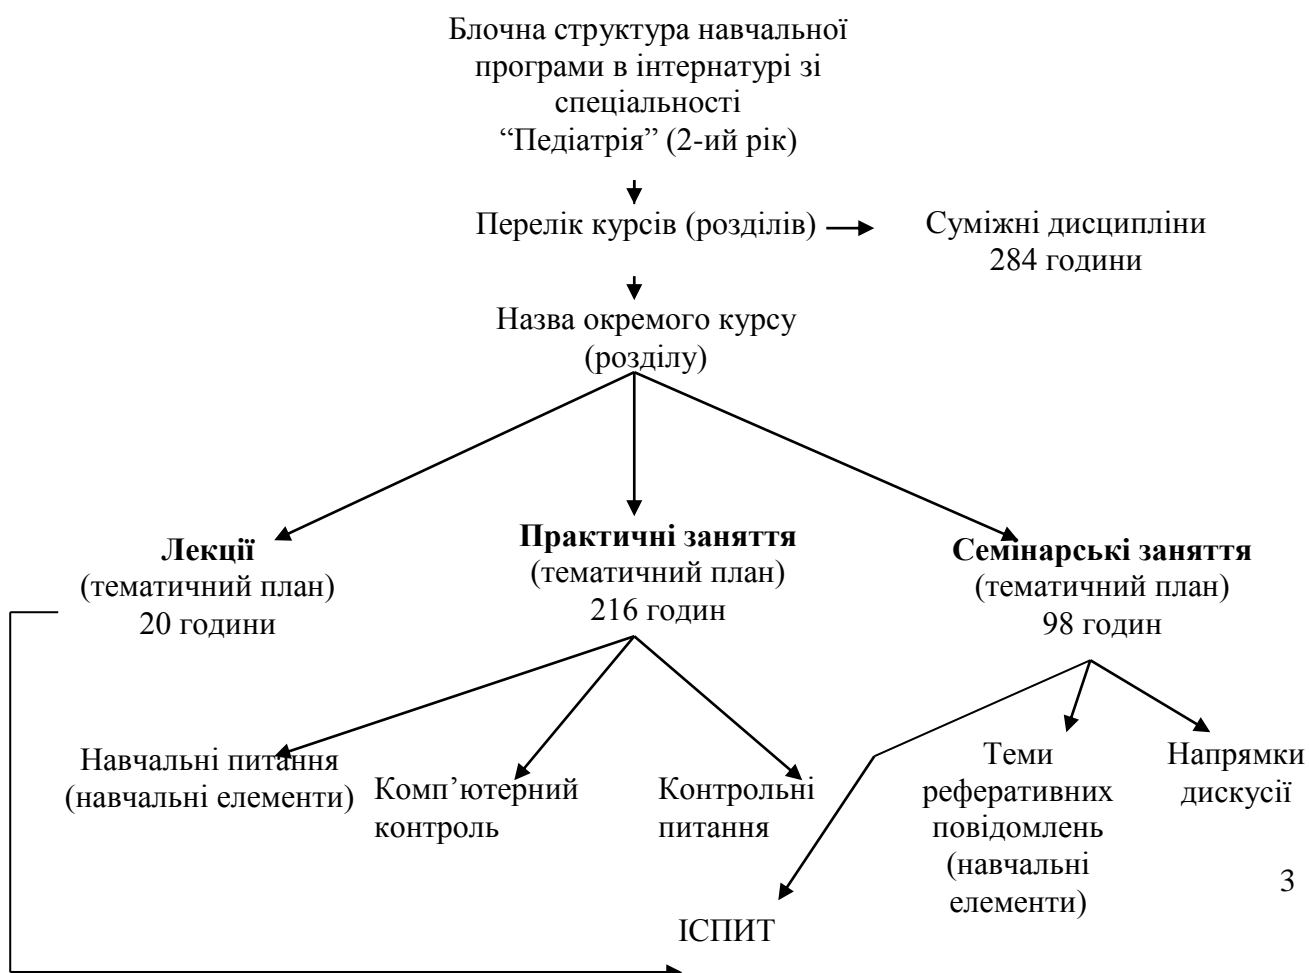 Блочна структура навчальної
програми в інтернатурі зі
спеціальності
“Педіатрія” (2-ий рік)
Перелік курсів (розділів)
Суміжні дисципліни
284 години
Назва окремого курсу
(розділу)
Лекції
(тематичний план)
20 години
Практичні заняття
(тематичний план)
216 годин
Семінарські заняття
(тематичний план)
98 годин
Навчальні питання
(навчальні елементи)
Комп’ютерний
контроль
Контрольні
питання
Теми
реферативних
повідомлень
(навчальні
елементи)
Напрямки
дискусії
3
ІСПИТ